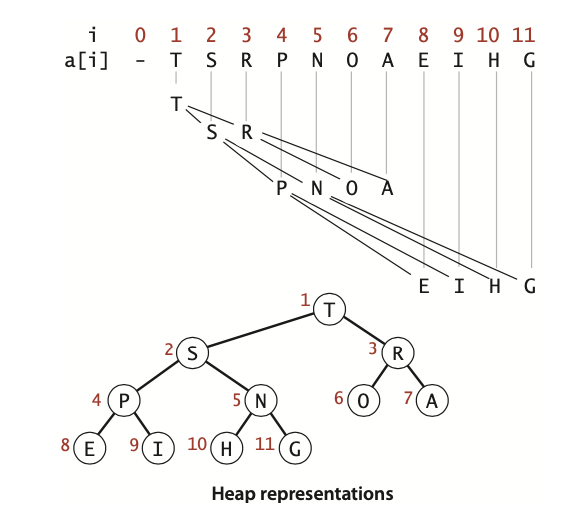 i 0 1 2 3 4 5 6 7 8 9 10 11
a[i] - T S R P N O A E I H G
T
S R
P N O A
E I H G
1 T
2 S 3 R
4 P 5 N 6 O 7 A
8 E 9 I 10 H 11 G
Heap representations